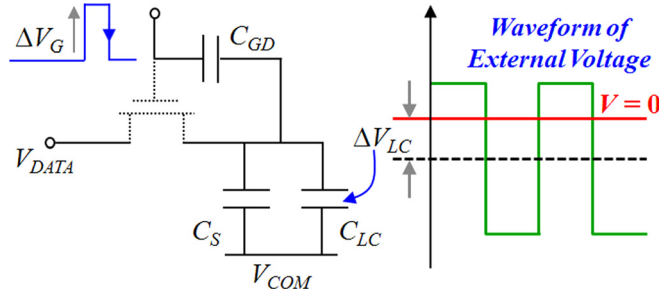 ΔV_G
C_GD
V_DATA
C_S
C_LC
V_COM
ΔV_LC
Waveform of
External Voltage
V = 0